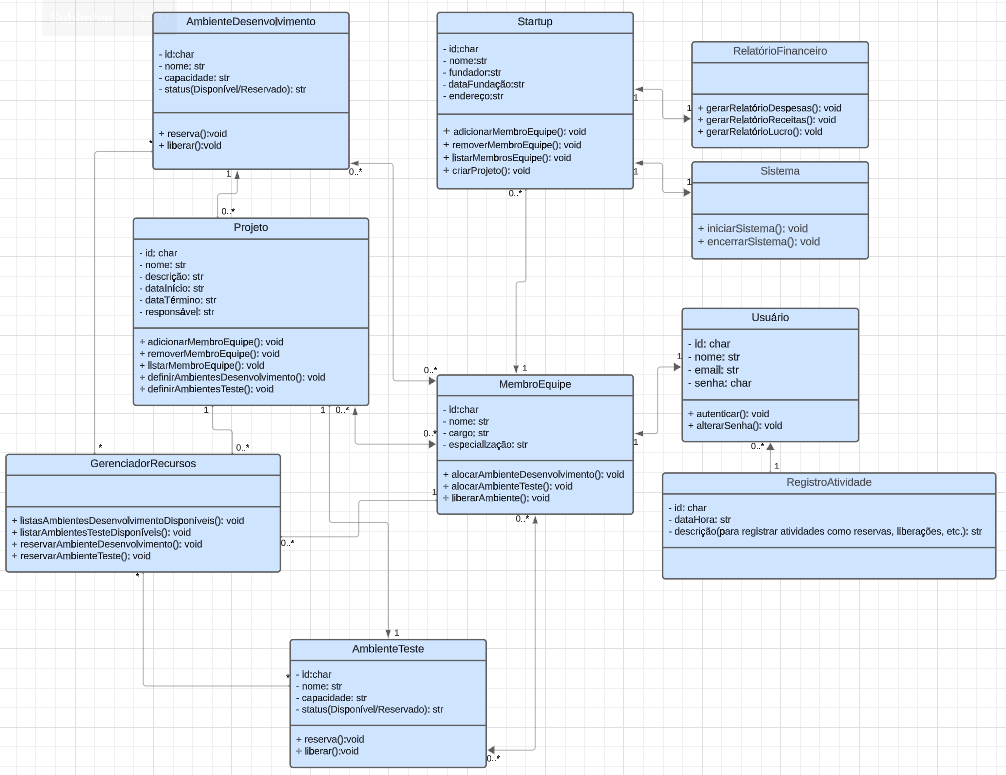 AmbienteDesenvolvimento
- id:char
- nome: str
- capacidade: str
- status(Disponível/Reservado): str
+ reserva():void
+ liberar():void
Startup
- id:char
- nome:str
- fundador:str
- dataFundação:str
- endereço:str
+ adicionarMembroEquipe(): void
+ removerMembroEquipe(): void
+ listarMembrosEquipe(): void
+ criarProjeto(): void
RelatórioFinanceiro
+ gerarRelatórioDespesas(): void
+ gerarRelatórioReceitas(): void
+ gerarRelatórioLucro(): void
1
1
Sistema
+ iniciarSistema(): void
+ encerrarSistema(): void
1
1
*
1
0..*
0..*
0..*
Projeto
- id: char
- nome: str
- descrição: str
- dataInício: str
- dataTérmino: str
- responsável: str
+ adicionarMembroEquipe(): void
+ removerMembroEquipe(): void
+ listarMembroEquipe(): void
+ definirAmbientesDesenvolvimento(): void
+ definirAmbientesTeste(): void
Usuário
- id: char
- nome: str
- email: str
- senha: char
+ autenticar(): void
+ alterarSenha(): void
1
0..*
1
MembroEquipe
- id:char
- nome: str
- cargo: str
- especialização: str
+ alocarAmbienteDesenvolvimento(): void
+ alocarAmbienteTeste(): void
+ liberarAmbiente(): void
1
0..*
1
0..*
0..*
1
0..*
1
*
0..*
GerenciadorRecursos
+ listasAmbientesDesenvolvimentoDisponíveis(): void
+ listarAmbientesTesteDisponíveis(): void
+ reservarAmbienteDesenvolvimento(): void
+ reservarAmbienteTeste(): void
1
0..*
RegistroAtividade
- id: char
- dataHora: str
- descrição(para registrar atividades como reservas, liberações, etc.): str
*
0..*
1
AmbienteTeste
- id:char
- nome: str
- capacidade: str
- status(Disponível/Reservado): str
+ reserva():void
+ liberar():void
*
0..*